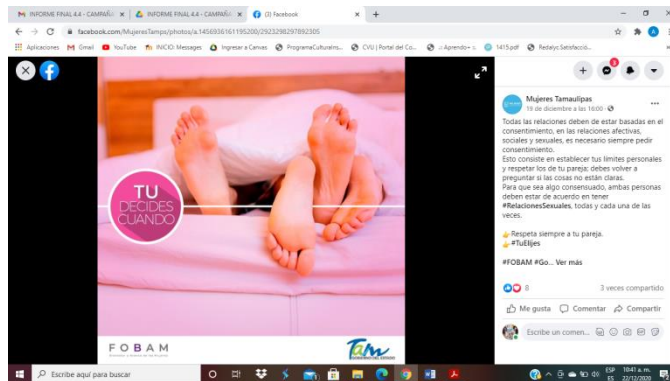 INFORME FINAL 4.4 - CAMPAÑA
INFORME FINAL 4.4 - CAMPAÑA
(3) Facebook
facebook.com/MujeresTamps/photos/a.1456936161195200/2923298297892305
Aplicaciones
Gmail
YouTube
INICIO: Messages
Ingresar a Canvas
ProgramaCulturaIns...
CVU | Portal del Co...
.: Aprendo+ :.
1415.pdf
Redalyc.Satisfacció...
3
Mujeres Tamaulipas
19 de diciembre a las 16:00 ·
Todas las relaciones deben de estar basadas en el
consentimiento, en las relaciones afectivas,
sociales y sexuales, es necesario siempre pedir
consentimiento.
Esto consiste en establecer tus límites personales
y respetar los de tu pareja; debes volver a
preguntar si las cosas no están claras.
Para que sea algo consensuado, ambas personas
deben estar de acuerdo en tener
#RelacionesSexuales, todas y cada una de las
veces.
Respeta siempre a tu pareja.
#TuElijes
#FOBAM #Go... Ver más
8
3 veces compartido
Me gusta
Comentar
Compartir
Escribe un comen...
TU
DECIDES
CUANDO
FOBAM
Tam
Escribe aquí para buscar
ESP
ES
10:41 a. m.
22/12/2020